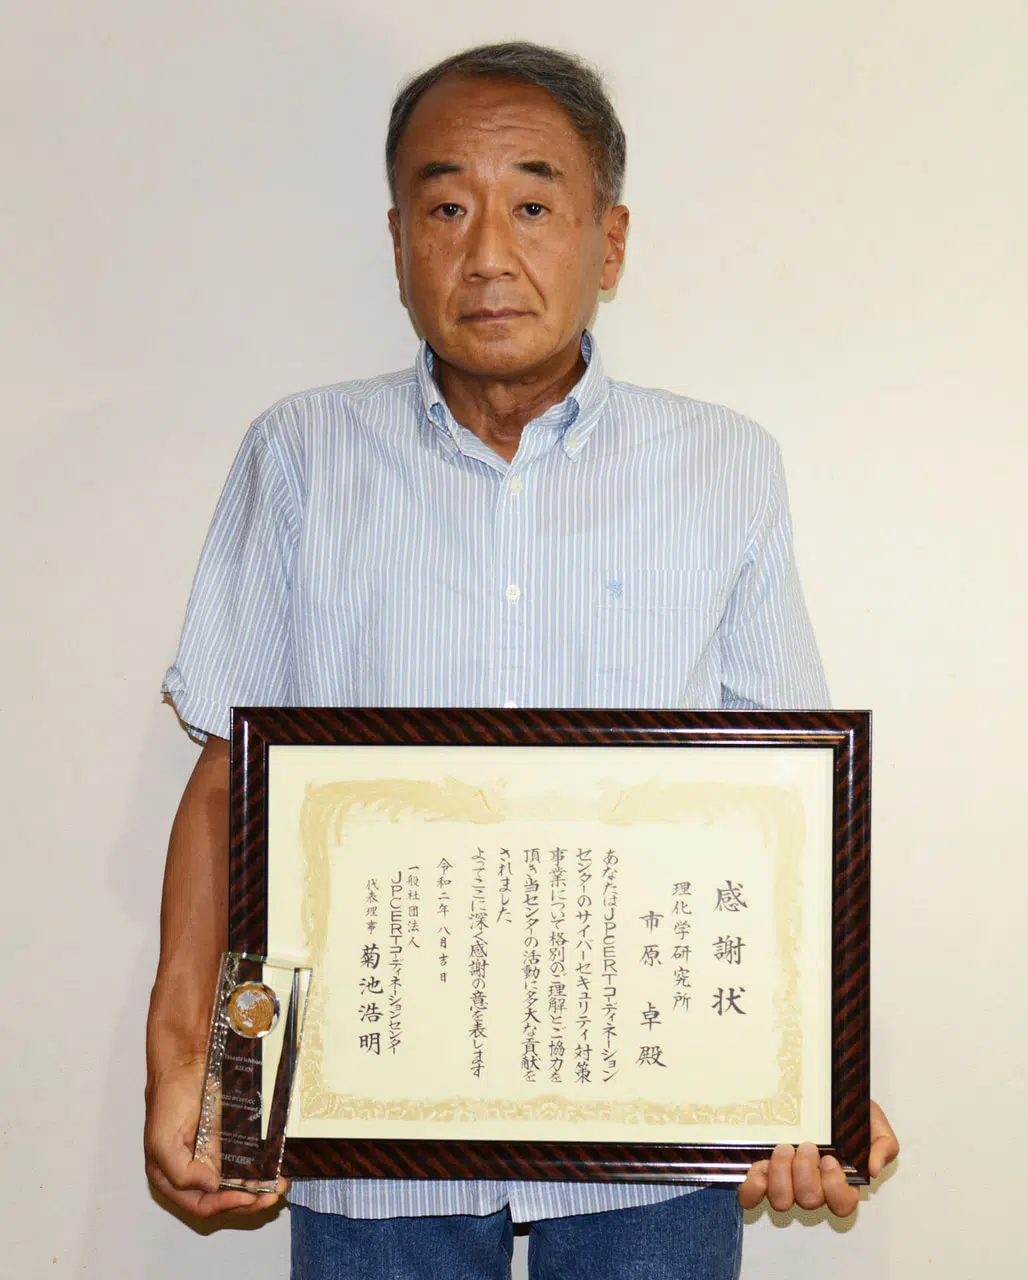 感謝状
理化学研究所
市原 卓 殿
あなたはJPCERTコーディネーション
センターのサイバーセキュリティ対策
事業について格別のご理解とご協力を
頂き当センターの活動に多大な貢献を
されました
よってここに深く感謝の意を表します
令和二年八月吉日
一般社団法人
JPCERTコーディネーションセンター
代表理事 菊池浩明
Takashi Ichihara
RIKEN